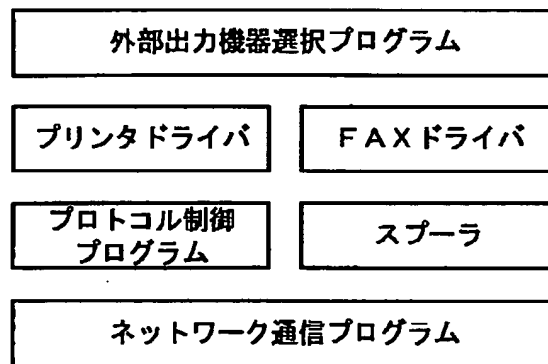 外部出力機器選択プログラム
プリンタドライバ
ＦＡＸドライバ
プロトコル制御
プログラム
スプーラ
ネットワーク通信プログラム